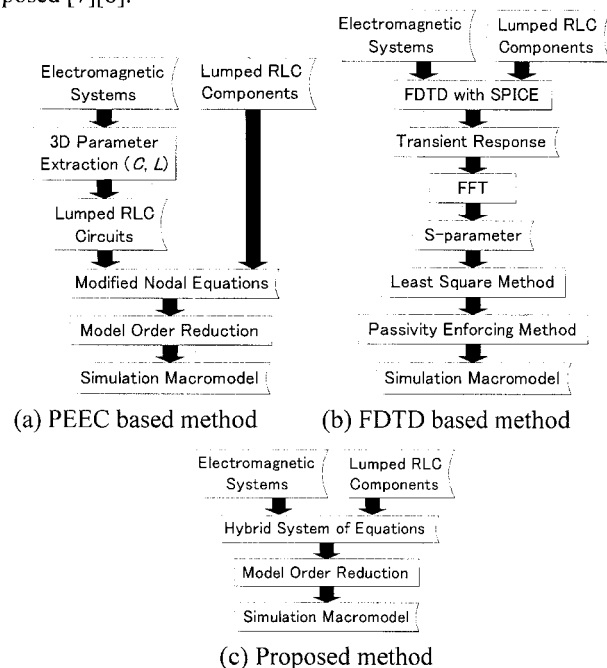 posed [7][8].
Electromagnetic
Systems
Lumped RLC
Components
3D Parameter
Extraction (C, L)
Lumped RLC
Circuits
Modified Nodal Equations
Model Order Reduction
Simulation Macromodel
(a) PEEC based method
Electromagnetic
Systems
Lumped RLC
Components
FDTD with SPICE
Transient Response
FFT
S-parameter
Least Square Method
Passivity Enforcing Method
Simulation Macromodel
(b) FDTD based method
Electromagnetic
Systems
Lumped RLC
Components
Hybrid System of Equations
Model Order Reduction
Simulation Macromodel
(c) Proposed method